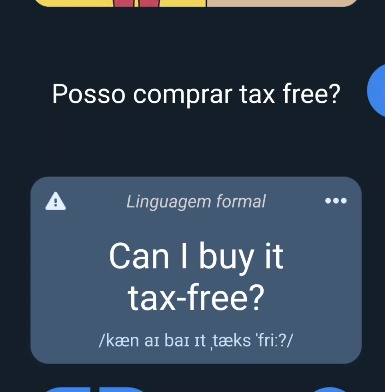 Posso comprar tax free?
Linguagem formal
Can I buy it
tax-free?
/kæn aɪ baɪ ɪt ˌtæks ˈfriː?/